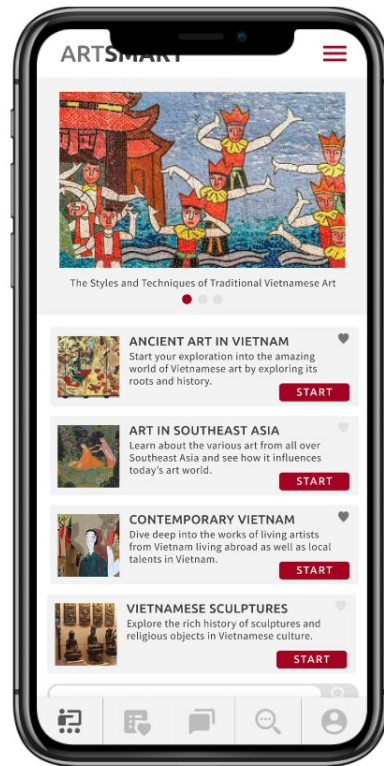 ARTSMART
The Styles and Techniques of Traditional Vietnamese Art
ANCIENT ART IN VIETNAM
Start your exploration into the amazing
world of Vietnamese art by exploring its
roots and history.
START
ART IN SOUTHEAST ASIA
Learn about the various art from all over
Southeast Asia and see how it influences
today's art world.
START
CONTEMPORARY VIETNAM
Dive deep into the works of living artists
from Vietnam living abroad as well as local
talents in Vietnam.
START
VIETNAMESE SCULPTURES
Explore the rich history of sculptures and
religious objects in Vietnamese culture.
START